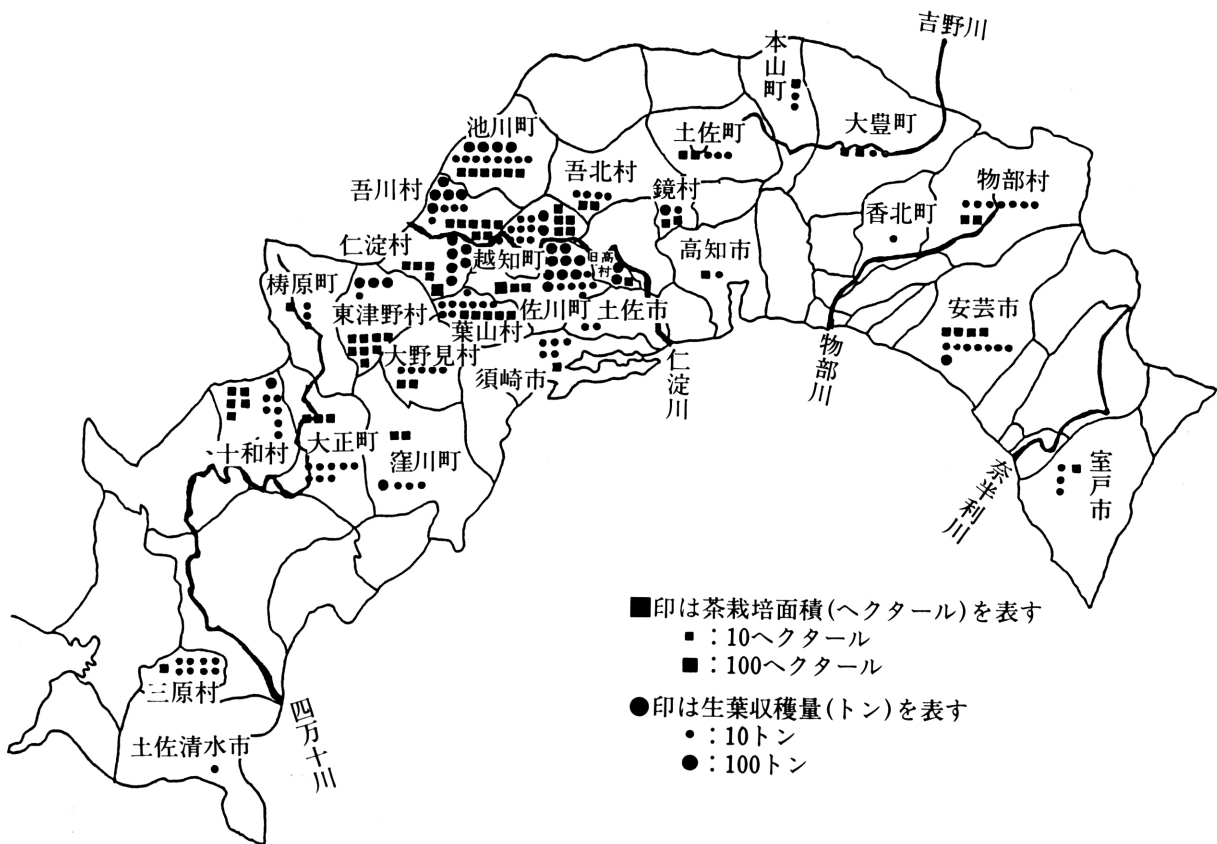 吉野川
本山町
大豊町
土佐町
池川町
吾北村
鏡村
物部村
香北町
吾川村
仁淀村
越知町
日高村
高知市
梼原町
東津野村
葉山村
佐川町
土佐市
安芸市
大野見村
須崎市
仁淀川
物部川
十和村
大正町
窪川町
奈半利川
室戸市
三原村
土佐清水市
四万十川
■印は茶栽培面積(ヘクタール)を表す
▪：10ヘクタール
■：100ヘクタール
●印は生葉収穫量(トン)を表す
•：10トン
●：100トン